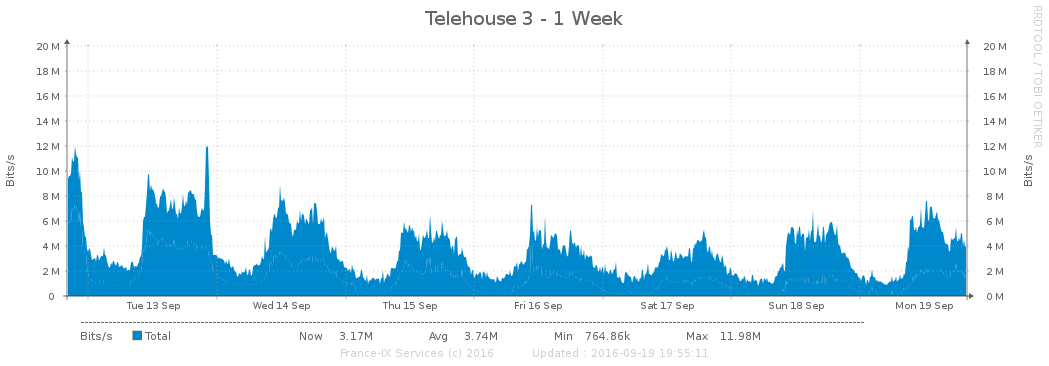 Telehouse 3 - 1 Week
RRDTOOL / TOBI OETIKER
Bits/s
20 M 20 M
18 M 18 M
16 M 16 M
14 M 14 M
12 M 12 M
10 M 10 M
8 M 8 M
6 M 6 M
4 M 4 M
2 M 2 M
0 0 M
Bits/s
Tue 13 Sep Wed 14 Sep Thu 15 Sep Fri 16 Sep Sat 17 Sep Sun 18 Sep Mon 19 Sep
Bits/s Total Now 3.17M Avg 3.74M Min 764.86k Max 11.98M
France-IX Services (c) 2016 Updated : 2016-09-19 19:55:11